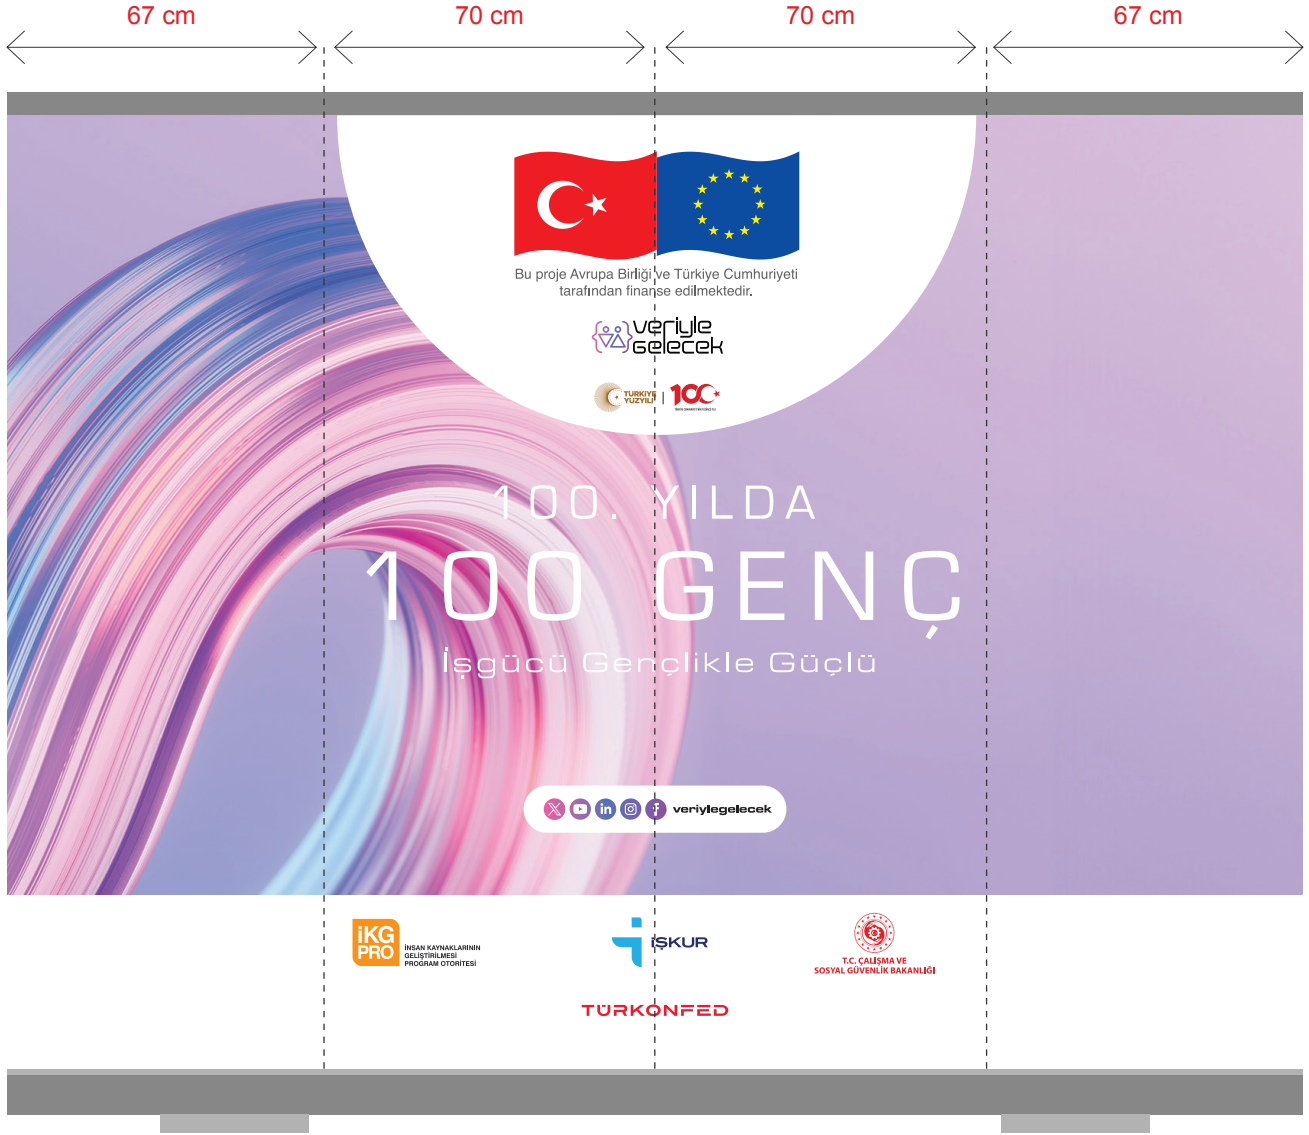 67 cm
70 cm
70 cm
67 cm
Bu proje Avrupa Birliği ve Türkiye Cumhuriyeti
tarafından finanse edilmektedir.
veriyle
GELECEK
TÜRKİYE
YÜZYILI
100
100. YILDA
100 GENÇ
İşgücü Gençlikle Güçlü
veriylegelecek
iKG
PRO
İNSAN KAYNAKLARININ
GELİŞTİRİLMESİ
PROGRAM OTORİTESİ
İŞKUR
T.C. ÇALIŞMA VE
SOSYAL GÜVENLİK BAKANLIĞI
TÜRKONFED